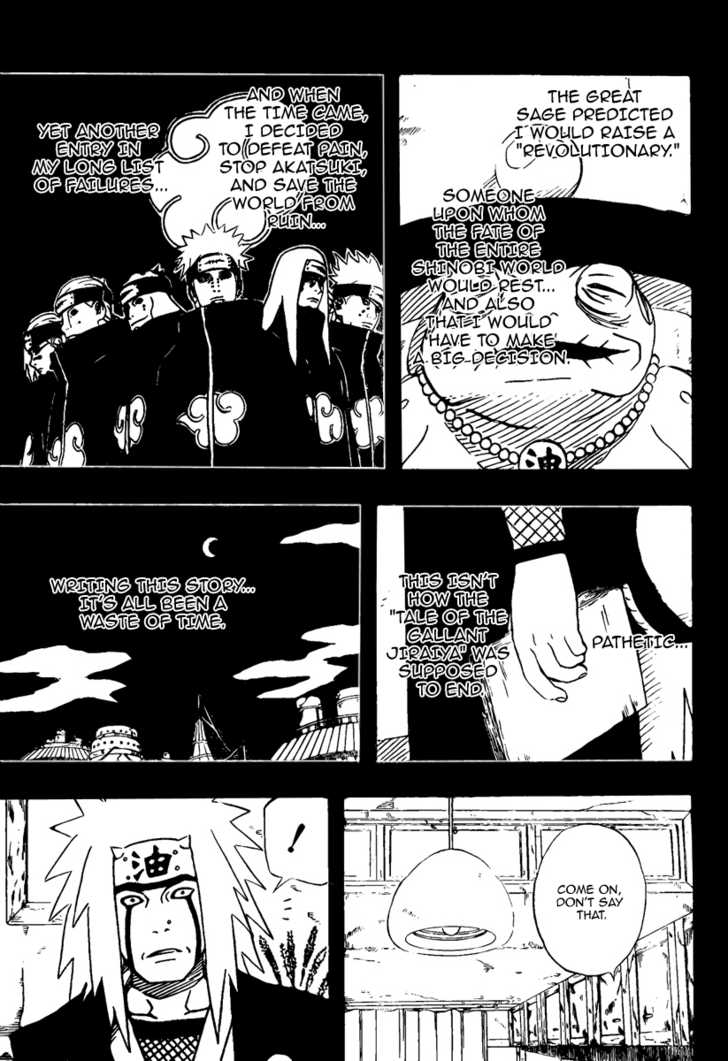 THE GREAT
SAGE PREDICTED
I WOULD RAISE A
"REVOLUTIONARY."
SOMEONE
UPON WHOM
THE FATE OF
THE ENTIRE
SHINOBI WORLD
WOULD REST...
AND ALSO
THAT I WOULD
HAVE TO MAKE
A BIG DECISION.
油
AND WHEN
THE TIME CAME,
I DECIDED
TO DEFEAT PAIN,
STOP AKATSUKI,
AND SAVE THE
WORLD FROM
RUIN...
YET ANOTHER
ENTRY IN
MY LONG LIST
OF FAILURES...
PATHETIC...
THIS ISN'T
HOW THE
"TALE OF THE
GALLANT
JIRAIYA" WAS
SUPPOSED
TO END.
WRITING THIS STORY...
IT'S ALL BEEN A
WASTE OF TIME.
COME ON,
DON'T SAY
THAT.
!
油